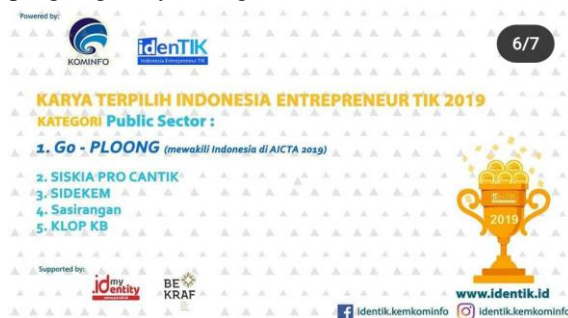 Powered by:
KOMINFO
idenTIK
Indonesia Entrepreneur TIK
6/7
KARYA TERPILIH INDONESIA ENTREPRENEUR TIK 2019
KATEGORI Public Sector :
1. Go - PLOONG (mewakili Indonesia di AICTA 2019)
2. SISKIA PRO CANTIK
3. SIDEKEM
4. Sasirangan
5. KLOP KB
2019
Supported by:
my
.id entity
BE
KRAF
www.identik.id
identik.kemkominfo
identik.kemkominfo